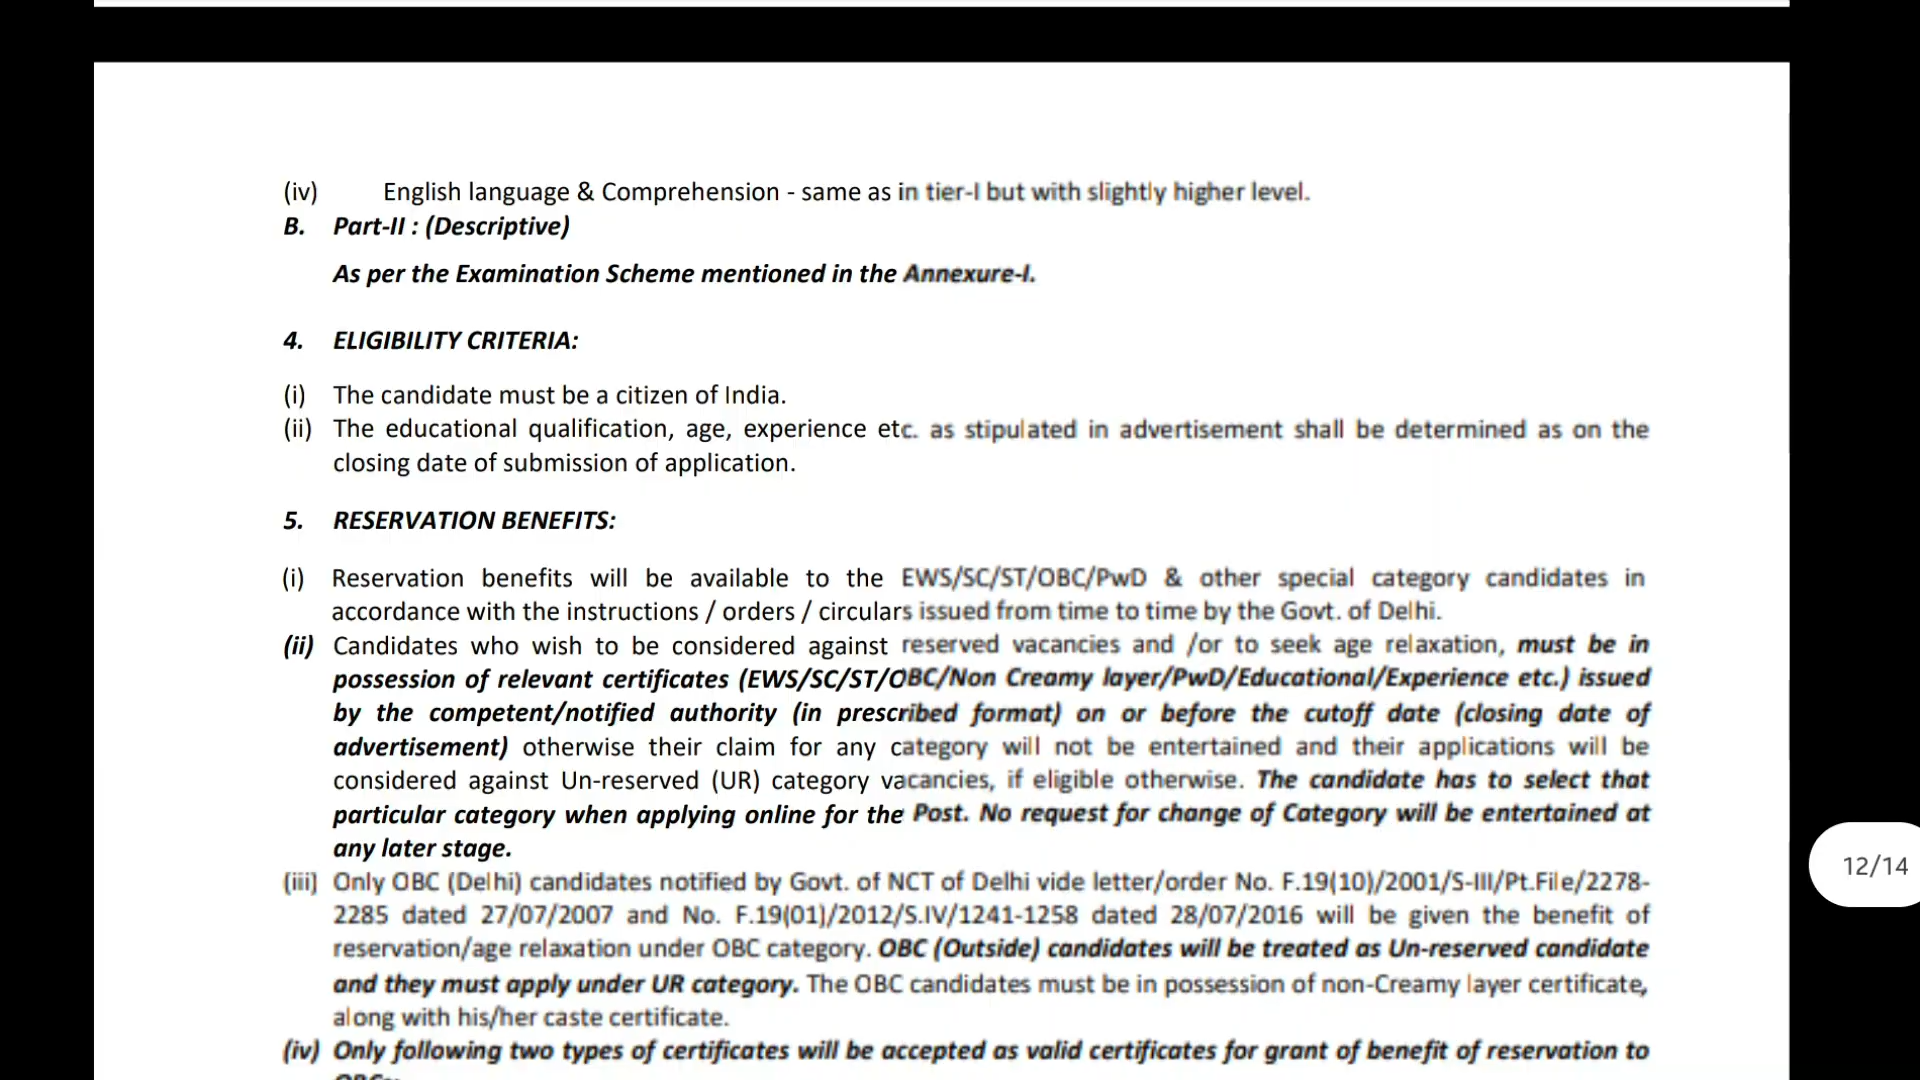 (iv) English language & Comprehension - same as in tier-I but with slightly higher level.
B. Part-II : (Descriptive)
As per the Examination Scheme mentioned in the Annexure-I.
4. ELIGIBILITY CRITERIA:
(i) The candidate must be a citizen of India.
(ii) The educational qualification, age, experience etc. as stipulated in advertisement shall be determined as on the
closing date of submission of application.
5. RESERVATION BENEFITS:
(i) Reservation benefits will be available to the EWS/SC/ST/OBC/PwD & other special category candidates in
accordance with the instructions / orders / circulars issued from time to time by the Govt. of Delhi.
(ii) Candidates who wish to be considered against reserved vacancies and /or to seek age relaxation, must be in
possession of relevant certificates (EWS/SC/ST/OBC/Non Creamy layer/PwD/Educational/Experience etc.) issued
by the competent/notified authority (in prescribed format) on or before the cutoff date (closing date of
advertisement) otherwise their claim for any category will not be entertained and their applications will be
considered against Un-reserved (UR) category vacancies, if eligible otherwise. The candidate has to select that
particular category when applying online for the Post. No request for change of Category will be entertained at
any later stage.
12/14
(iii) Only OBC (Delhi) candidates notified by Govt. of NCT of Delhi vide letter/order No. F.19(10)/2001/S-III/Pt.File/2278-
2285 dated 27/07/2007 and No. F.19(01)/2012/S.IV/1241-1258 dated 28/07/2016 will be given the benefit of
reservation/age relaxation under OBC category. OBC (Outside) candidates will be treated as Un-reserved candidate
and they must apply under UR category. The OBC candidates must be in possession of non-Creamy layer certificate,
along with his/her caste certificate.
(iv) Only following two types of certificates will be accepted as valid certificates for grant of benefit of reservation to